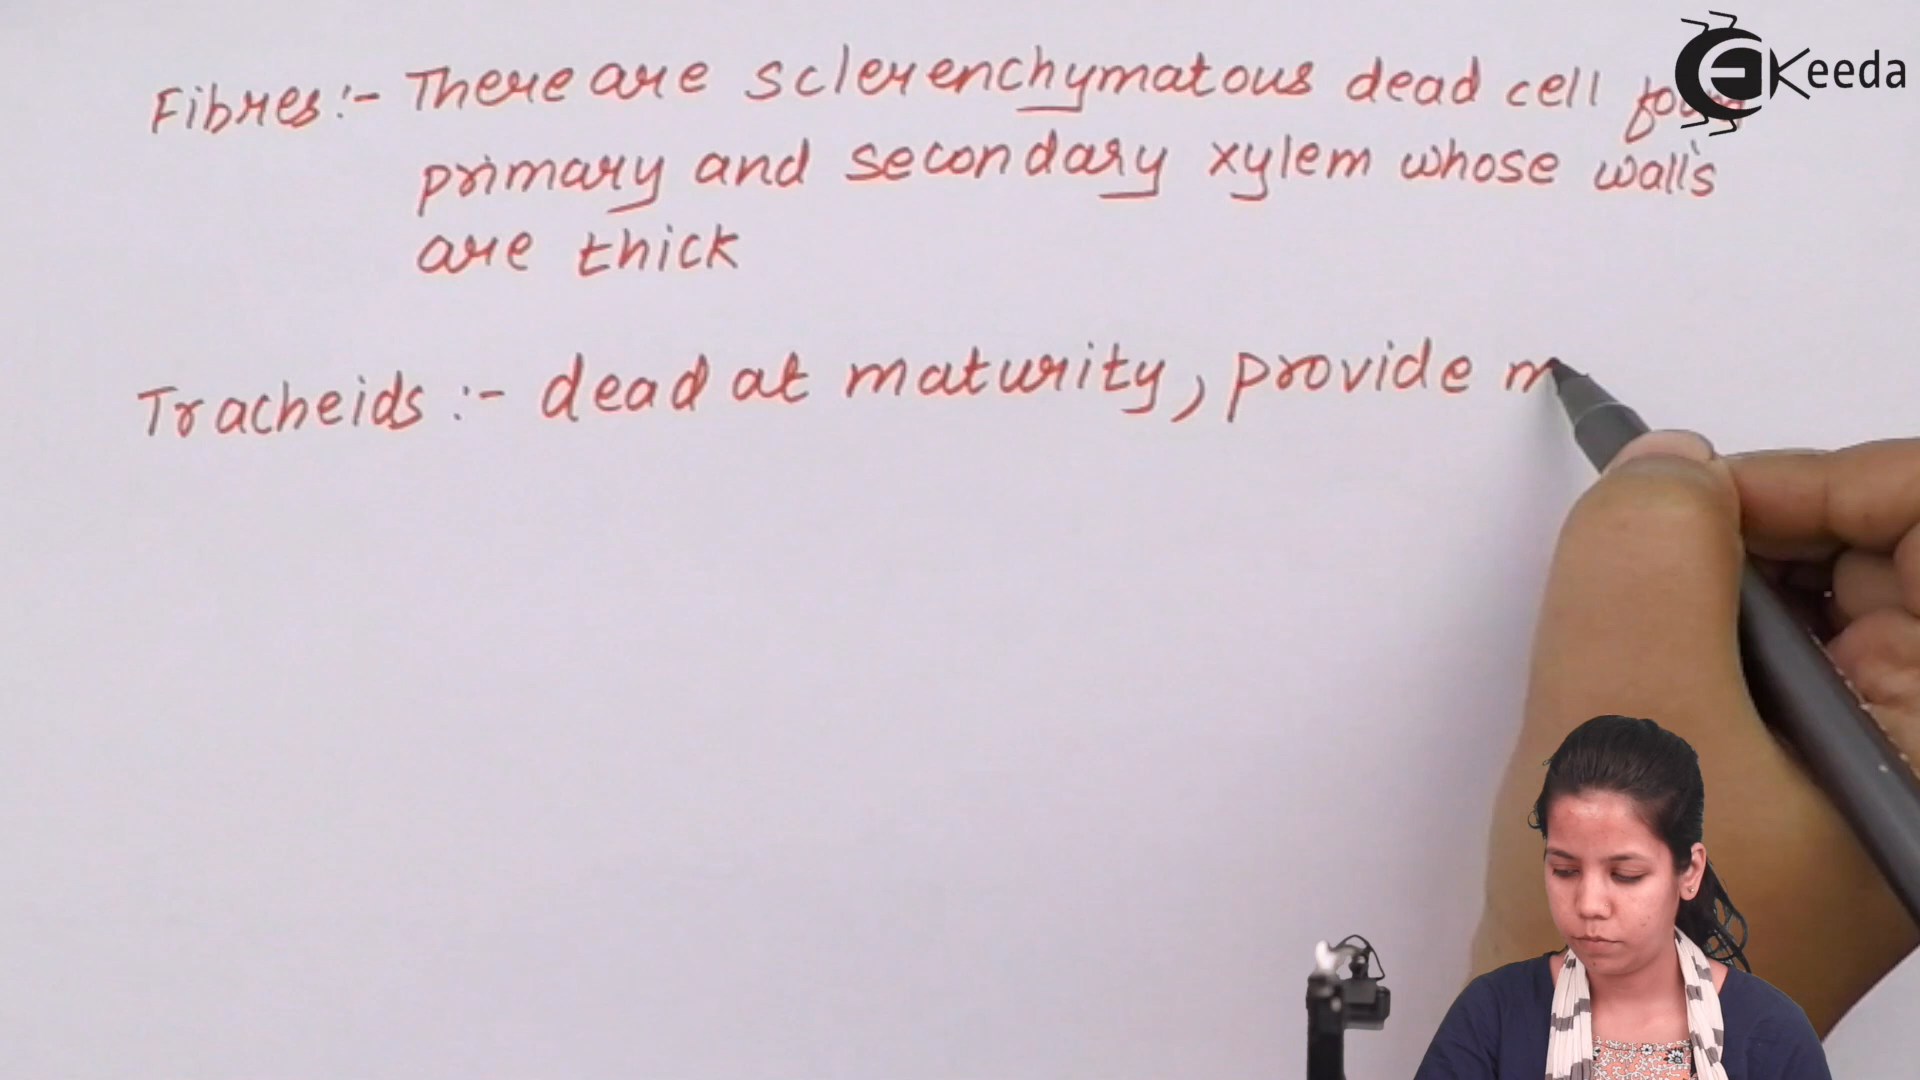 Fibres:- There are sclerenchymatous dead cell
primary and secondary xylem whose walls
are thick
Tracheids :- dead at maturity, provide m
Keeda